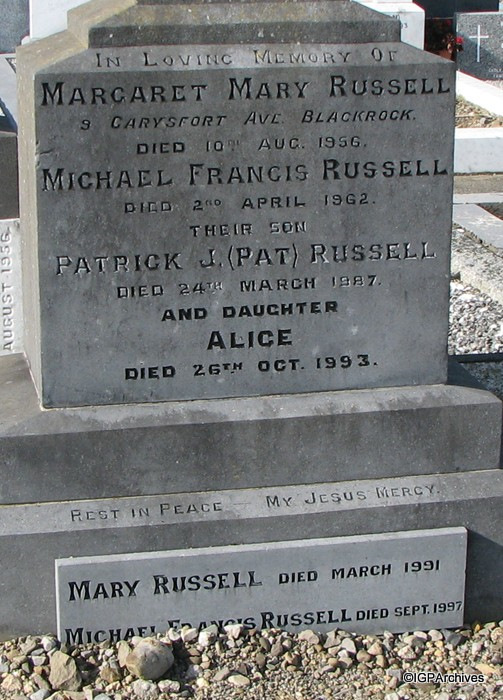 In Loving Memory Of
Margaret Mary Russell
9 Carysfort Ave. Blackrock.
Died 10th Aug. 1956.
Michael Francis Russell
Died 2nd April 1962.
Their Son
Patrick J. (Pat) Russell
Died 24th March 1987.
And Daughter
Alice
Died 26th Oct. 1993.
Rest in Peace — My Jesus Mercy.
Mary Russell Died March 1991
Michael Francis Russell Died Sept. 1997
August 1956
©IGPArchives